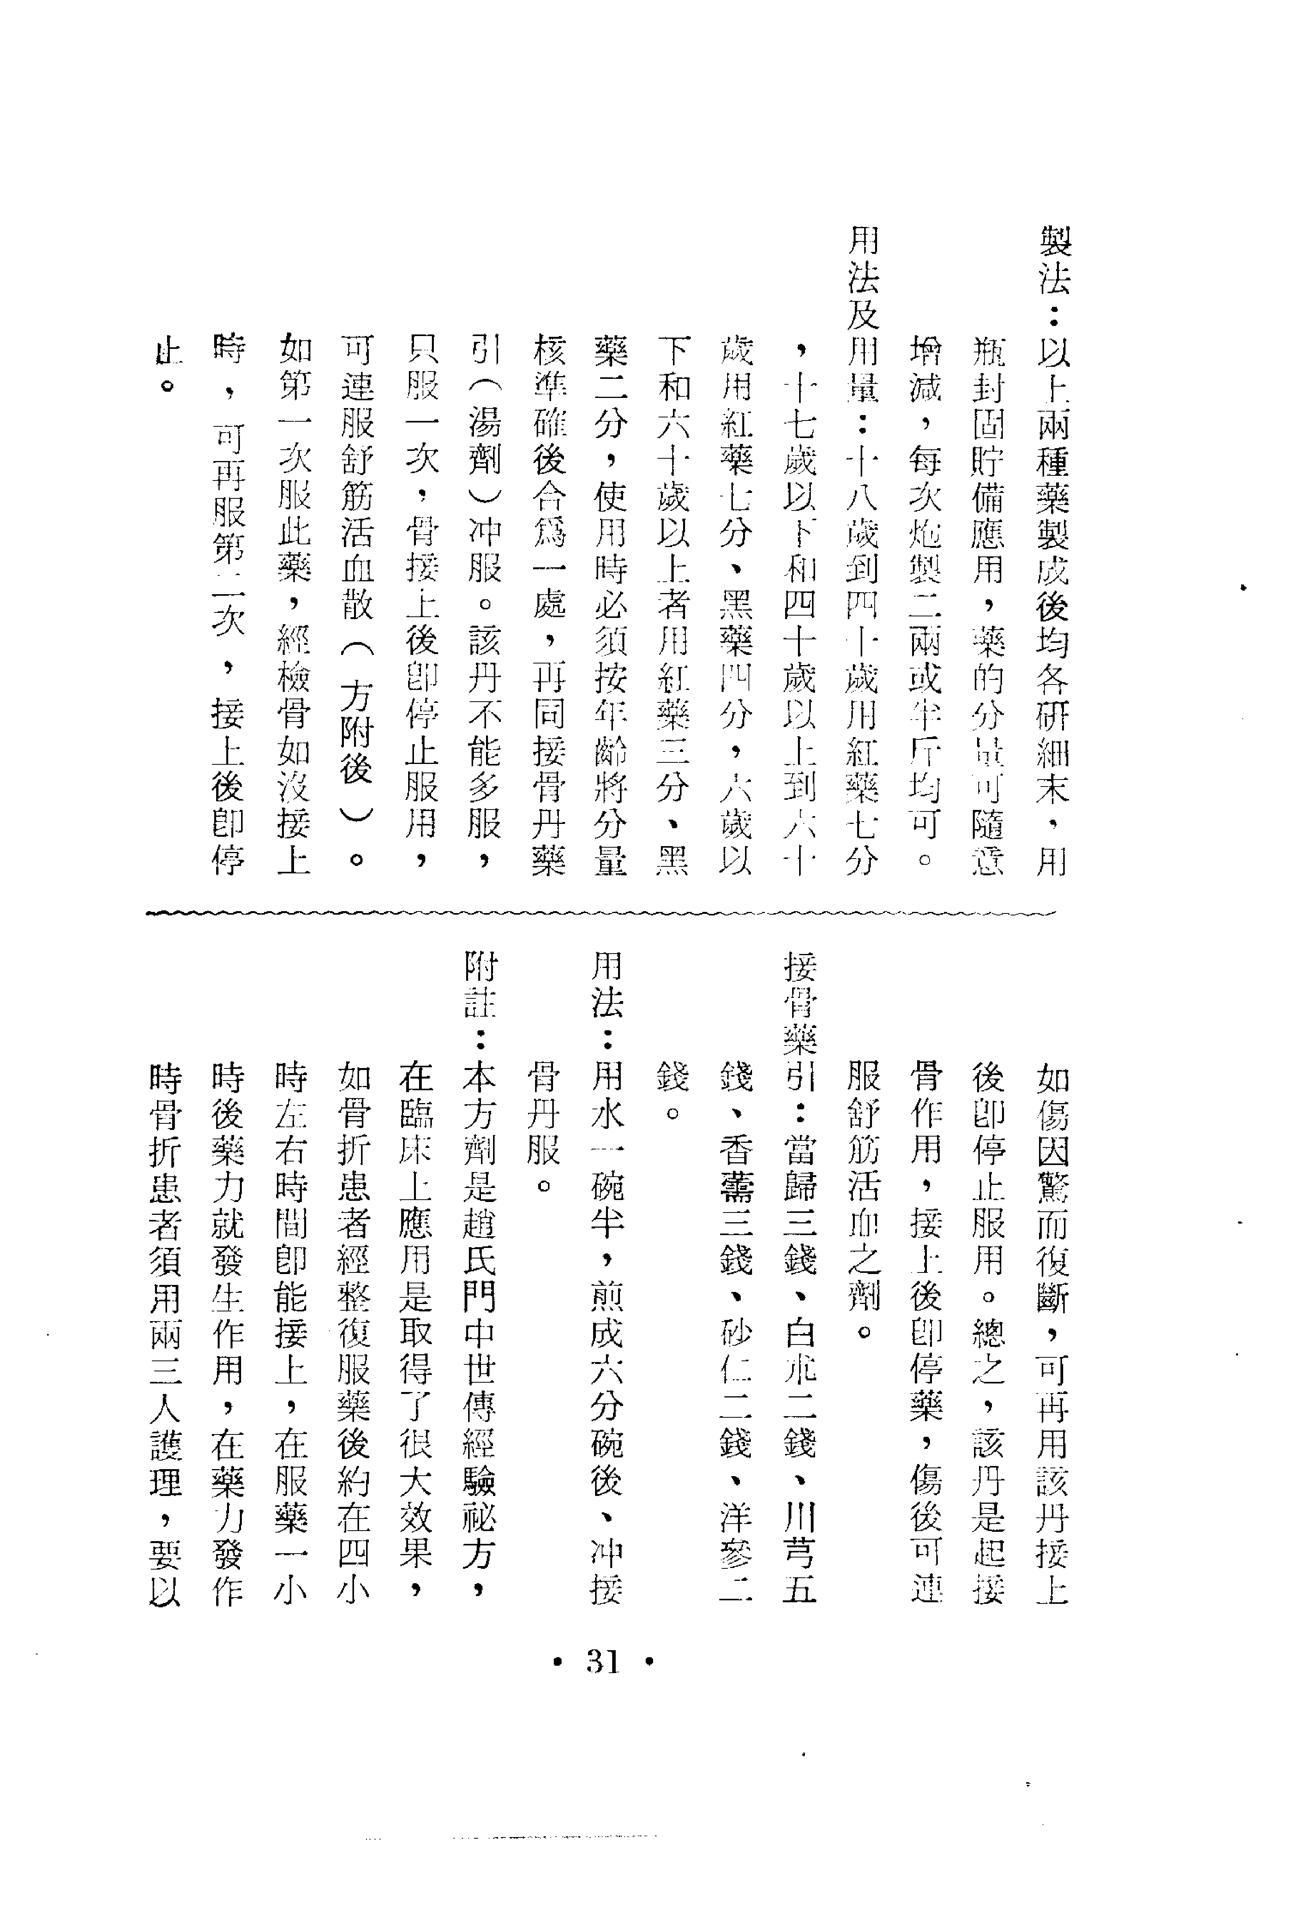 製法：以上兩種藥製成後均各研細末，用
瓶封固貯備應用，藥的分量可隨意
增減，每次炮製二兩或半斤均可。
用法及用量：十八歲到四十歲用紅藥七分
，十七歲以下和四十歲以上到六十
歲用紅藥七分、黑藥四分，六歲以
下和六十歲以上者用紅藥三分、黑
藥二分，使用時必須按年齡將分量
核準確後合爲一處，再同接骨丹藥
引（湯劑）冲服。該丹不能多服，
只服一次，骨接上後卽停止服用，
可連服舒筋活血散（方附後）。
如第一次服此藥，經檢骨如沒接上
時，可再服第二次，接上後卽停
止。
如傷因驚而復斷，可再用該丹接上
後卽停止服用。總之，該丹是起接
骨作用，接上後卽停藥，傷後可連
服舒筋活血之劑。
接骨藥引：當歸三錢、白朮二錢、川芎五
錢、香薷三錢、砂仁二錢、洋參二
錢。
用法：用水一碗半，煎成六分碗後、冲接
骨丹服。
附註：本方劑是趙氏門中世傳經驗祕方，
在臨床上應用是取得了很大效果，
如骨折患者經整復服藥後約在四小
時左右時間卽能接上，在服藥一小
時後藥力就發生作用，在藥力發作
時骨折患者須用兩三人護理，要以
• 31 •